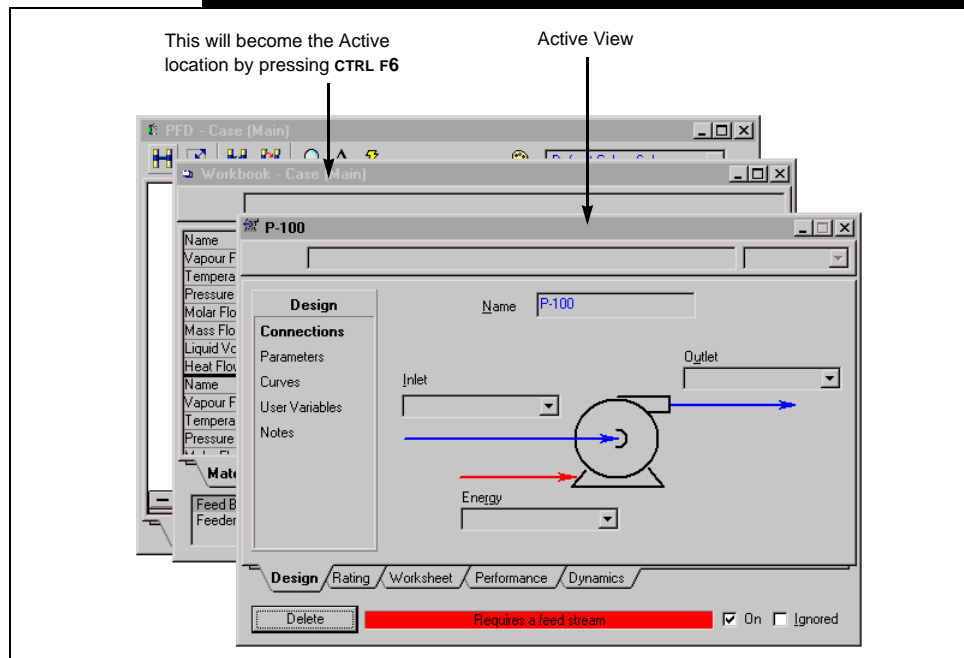 This will become the Active
location by pressing CTRL F6
Active View
PFD - Case (Main)
Workbook - Case (Main)
P-100
Name
Vapour F
Tempera
Pressure
Molar Flo
Mass Flo
Liquid Vo
Heat Flow
Name
Vapour F
Tempera
Pressure
Mate
Feed B
Feeder
Design
Connections
Parameters
Curves
User Variables
Notes
Name P-100
Inlet
Outlet
Energy
Design Rating Worksheet Performance Dynamics
Delete Requires a feed stream On Ignored